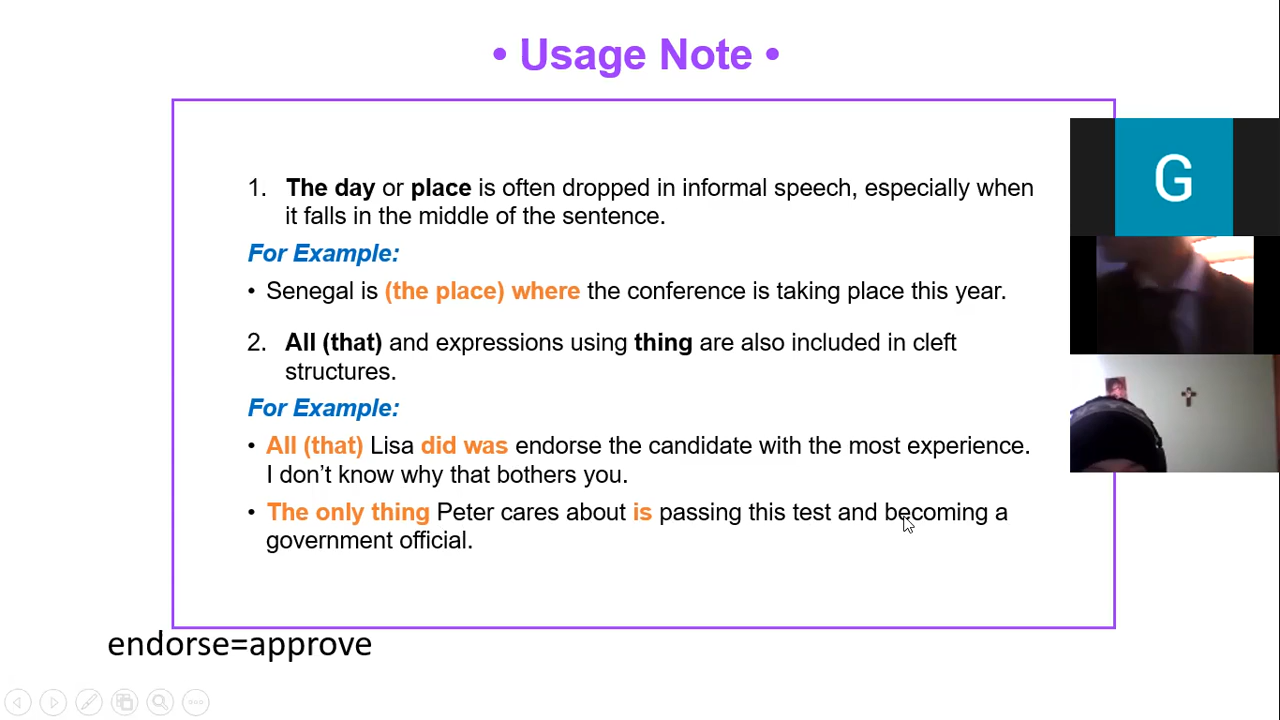 • Usage Note •
1. The day or place is often dropped in informal speech, especially when
it falls in the middle of the sentence.
For Example:
• Senegal is (the place) where the conference is taking place this year.
2. All (that) and expressions using thing are also included in cleft
structures.
For Example:
• All (that) Lisa did was endorse the candidate with the most experience.
I don’t know why that bothers you.
• The only thing Peter cares about is passing this test and becoming a
government official.
endorse=approve
G